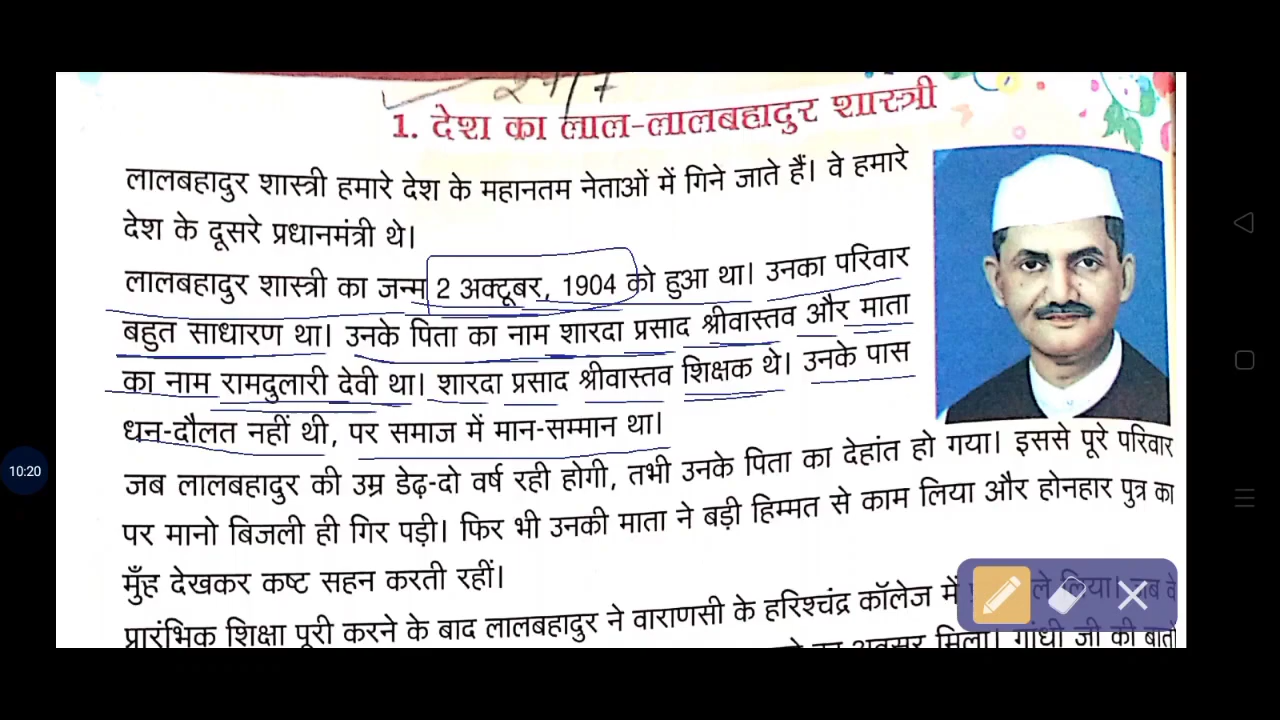 1. देश का लाल-लालबहादुर शास्त्री
लालबहादुर शास्त्री हमारे देश के महानतम नेताओं में गिने जाते हैं। वे हमारे
देश के दूसरे प्रधानमंत्री थे।
लालबहादुर शास्त्री का जन्म 2 अक्टूबर, 1904 को हुआ था। उनका परिवार
बहुत साधारण था। उनके पिता का नाम शारदा प्रसाद श्रीवास्तव और माता
का नाम रामदुलारी देवी था। शारदा प्रसाद श्रीवास्तव शिक्षक थे। उनके पास
धन-दौलत नहीं थी, पर समाज में मान-सम्मान था।
10:20
जब लालबहादुर की उम्र डेढ़-दो वर्ष रही होगी, तभी उनके पिता का देहांत हो गया। इससे पूरे परिवार
पर मानो बिजली ही गिर पड़ी। फिर भी उनकी माता ने बड़ी हिम्मत से काम लिया और होनहार पुत्र का
मुँह देखकर कष्ट सहन करती रहीं।
प्रारंभिक शिक्षा पूरी करने के बाद लालबहादुर ने वाराणसी के हरिश्चंद्र कॉलेज में लिया।
अवसर मिला। गांधी जी की